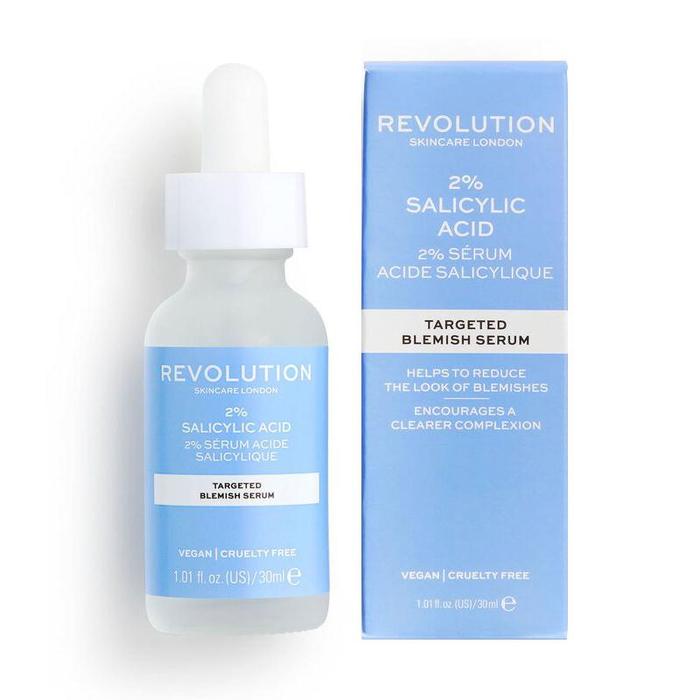 REVOLUTION
SKINCARE LONDON
2%
SALICYLIC ACID
2% SÉRUM ACIDE
SALICYLIQUE
TARGETED
BLEMISH SERUM
VEGAN | CRUELTY FREE
1.01 fl. oz. (US)/30ml ℮
REVOLUTION
SKINCARE LONDON
2%
SALICYLIC
ACID
2% SÉRUM
ACIDE SALICYLIQUE
TARGETED
BLEMISH SERUM
HELPS TO REDUCE
THE LOOK OF BLEMISHES
ENCOURAGES A
CLEARER COMPLEXION
VEGAN | CRUELTY FREE
1.01 fl. oz. (US)/30ml ℮